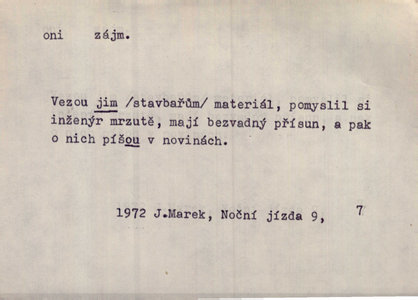 oni zájm.
Vezou jim /stavbařům/ materiál, pomyslil si
inženýr mrzutě, mají bezvadný přísun, a pak
o nich píšou v novinách.
1972 J.Marek, Noční jízda 9, 7